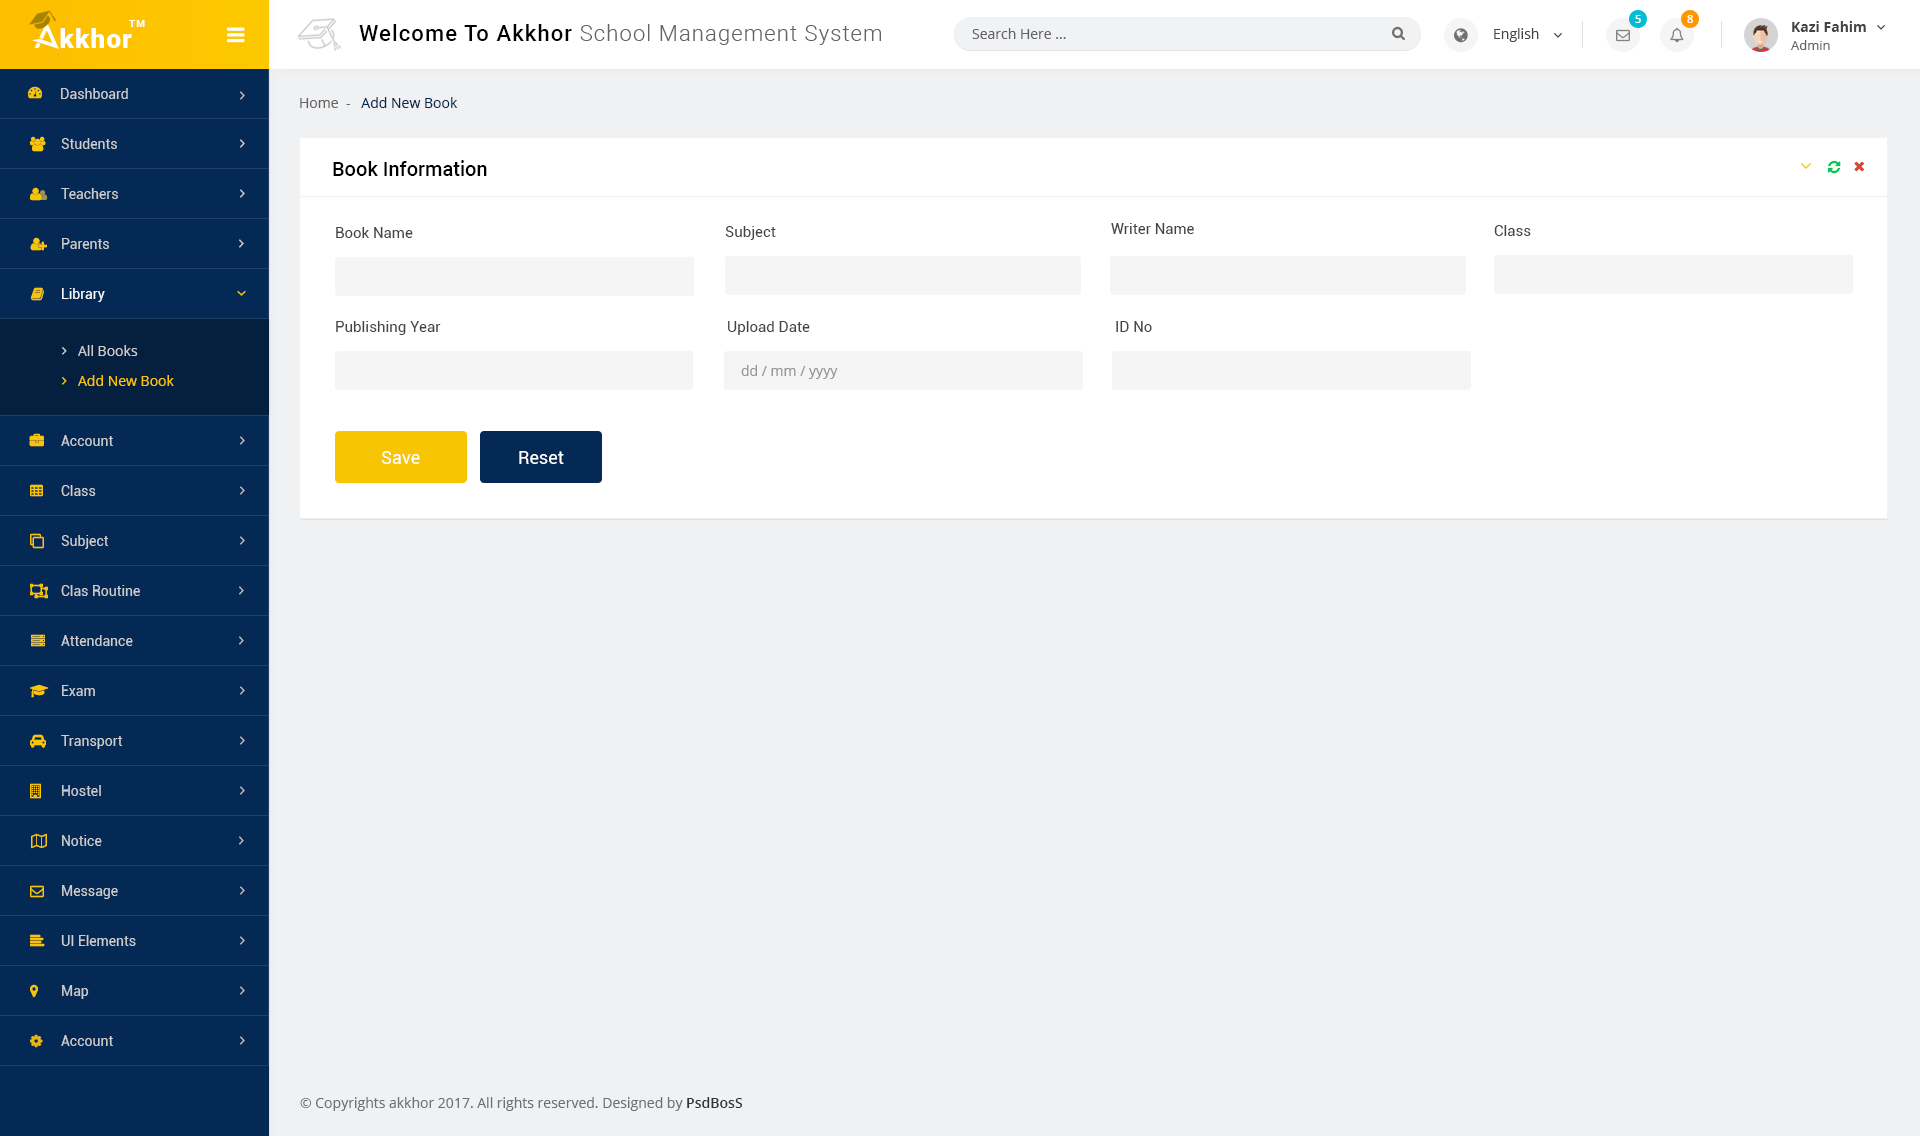 Akkhor™
Welcome To Akkhor School Management System
Search Here ...
English
5
8
Kazi Fahim
Admin
Dashboard
Students
Teachers
Parents
Library
All Books
Add New Book
Account
Class
Subject
Clas Routine
Attendance
Exam
Transport
Hostel
Notice
Message
UI Elements
Map
Account
Home - Add New Book
Book Information
Book Name
Subject
Writer Name
Class
Publishing Year
Upload Date
ID No
dd / mm / yyyy
Save
Reset
© Copyrights akkhor 2017. All rights reserved. Designed by PsdBosS